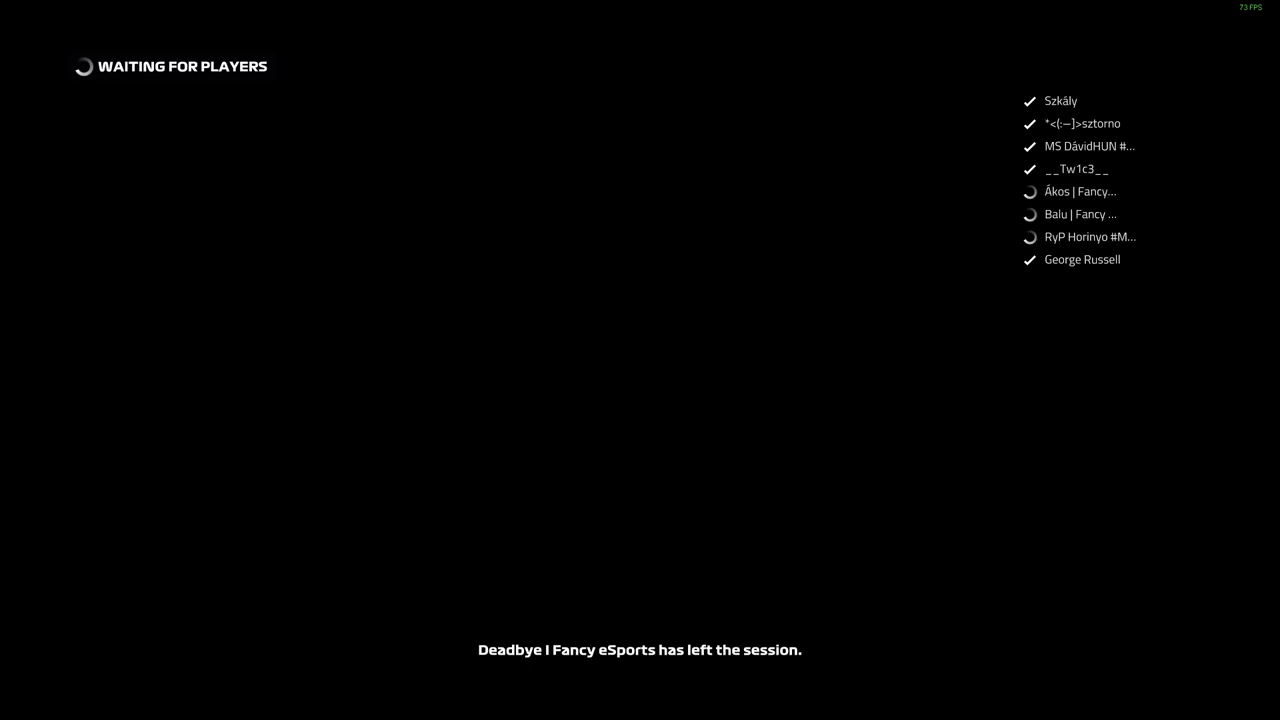 73 FPS
WAITING FOR PLAYERS
Szkály
*<(:—]>sztorno
MS DávidHUN #...
__Tw1c3__
Ákos | Fancy...
Balu | Fancy ...
RyP Horinyo #M...
George Russell
Deadbye I Fancy eSports has left the session.